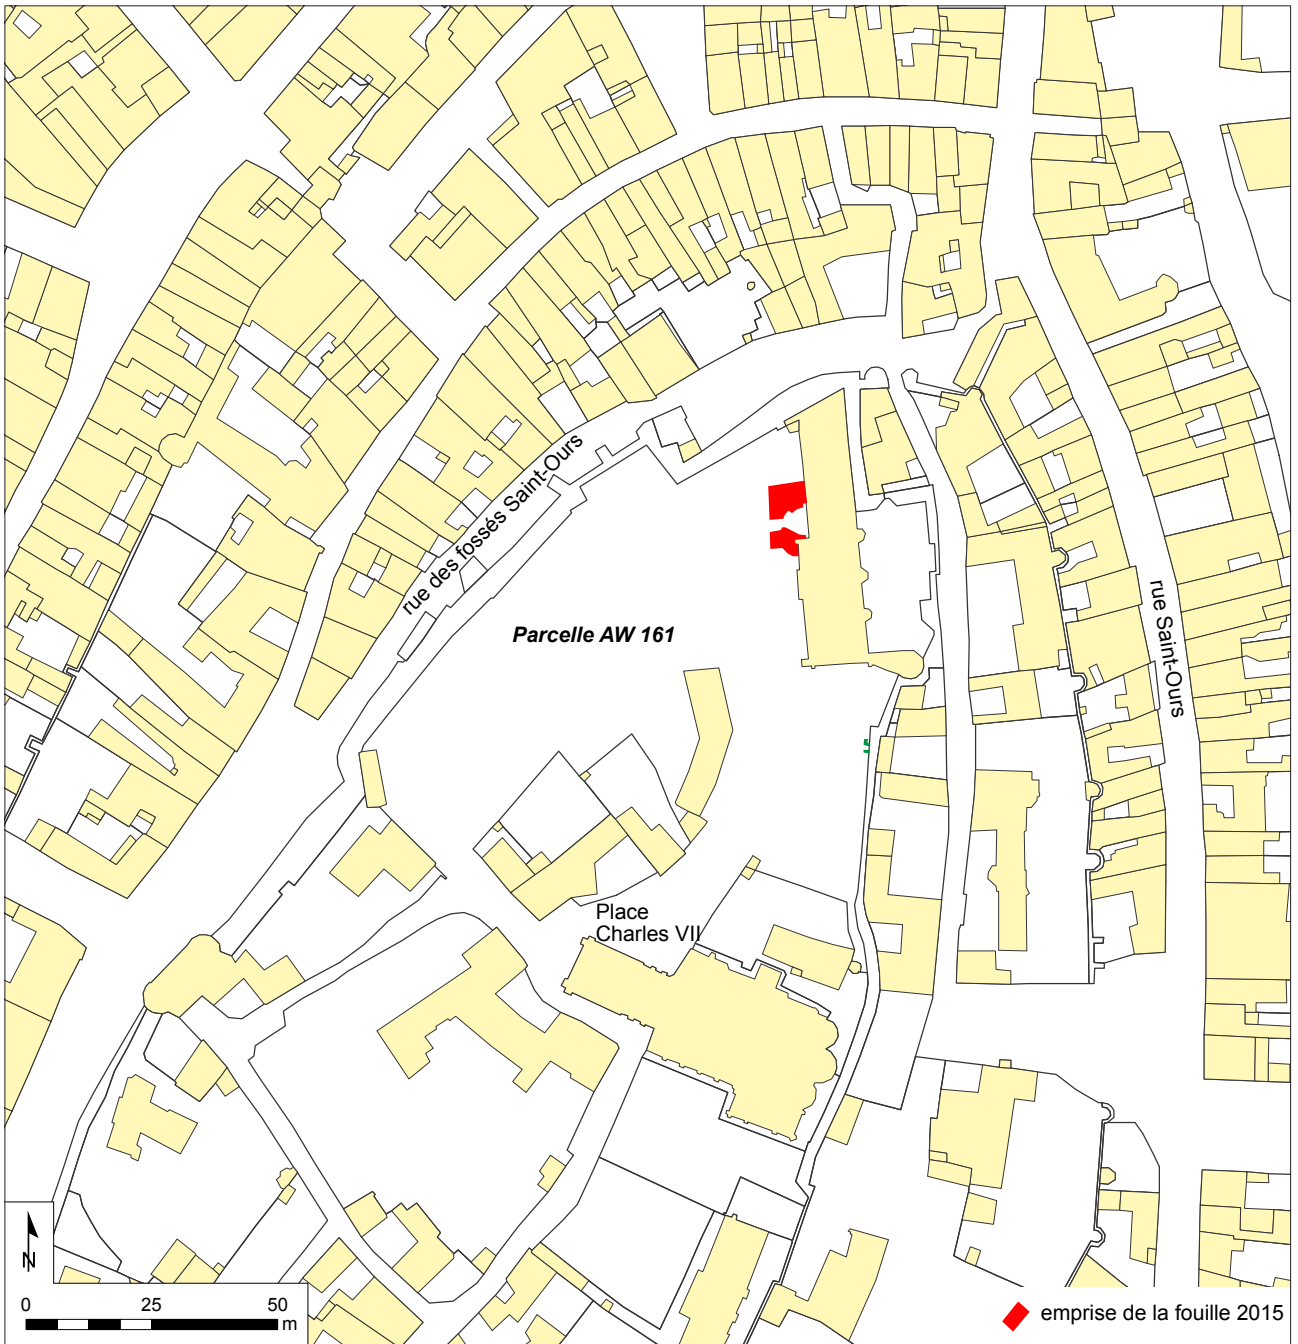 rue des fossés Saint-Ours
Parcelle AW 161
rue Saint-Ours
Place
Charles VII
N
0 25 50
m
emprise de la fouille 2015